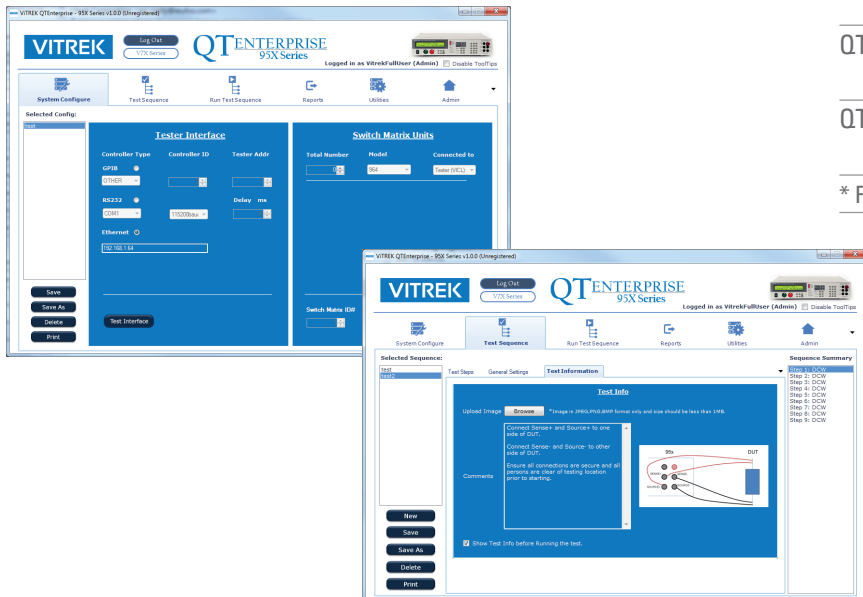 ViTREK QTEnterprise - 95X Series v1.0.0 (Unregistered)
VITREK
Log Out
V7X Series
QTENTERPRISE
95X Series
Logged in as VitrekFullUser (Admin) Disable ToolTips
System Configure Test Sequence Run Test Sequence Reports Utilities Admin
Selected Config:
test
Tester Interface
Controller Type Controller ID Tester Addr
GPIB
OTHER
RS232 Delay ms
COM1 115200baur
Ethernet
192.168.1.64
Test Interface
Switch Matrix Units
Total Number Model Connected to
0 964 Tester (VICL)
Switch Matrix ID#
Save
Save As
Delete
Print
QT
QT
* F
ViTREK QTEnterprise - 95X Series v1.0.0 (Unregistered)
VITREK
Log Out
V7X Series
QTENTERPRISE
95X Series
Logged in as VitrekFullUser (Admin) Disable ToolTips
System Configure Test Sequence Run Test Sequence Reports Utilities Admin
Selected Sequence:
test
test2
Test Steps General Settings Test Information
Test Info
Upload Image Browse *Image in JPEG,PNG,BMP format only and size should be less than 1MB.
Comments
Connect Sense+ and Source+ to one
side of DUT.
Connect Sense- and Source- to other
side of DUT.
Ensure all connections are secure and all
persons are clear of testing location
prior to starting.
95x DUT
Show Test Info before Running the test.
Sequence Summary
Step 1: DCW
Step 2: DCW
Step 3: DCW
Step 4: DCW
Step 5: DCW
Step 6: DCW
Step 7: DCW
Step 8: DCW
Step 9: DCW
New
Save
Save As
Delete
Print